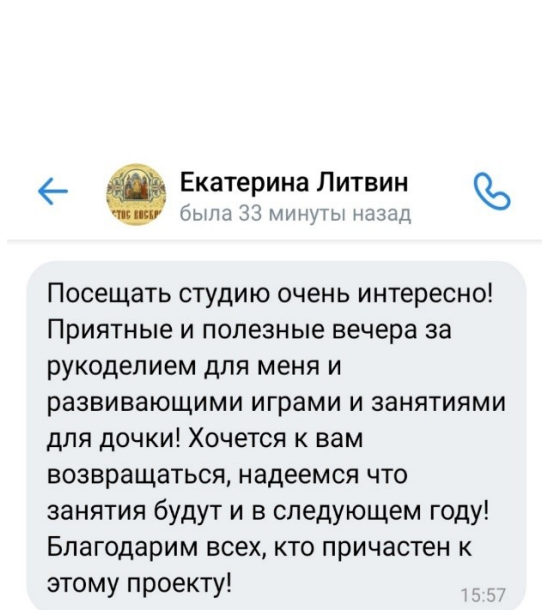 Екатерина Литвин
была 33 минуты назад
Посещать студию очень интересно!
Приятные и полезные вечера за
рукоделием для меня и
развивающими играми и занятиями
для дочки! Хочется к вам
возвращаться, надеемся что
занятия будут и в следующем году!
Благодарим всех, кто причастен к
этому проекту!
15:57